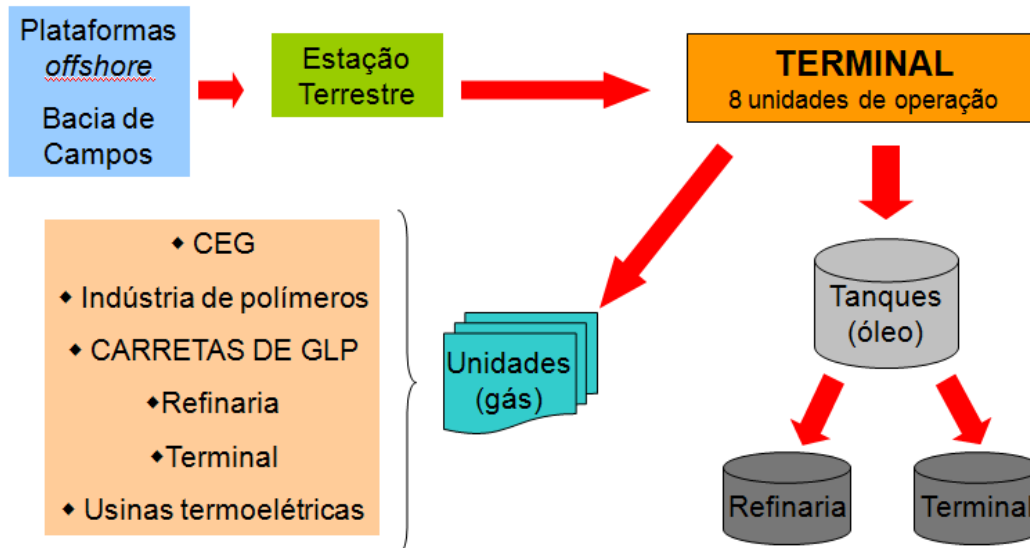 Plataformas
offshore
Bacia de
Campos
Estação
Terrestre
TERMINAL
8 unidades de operação
◆ CEG
◆ Indústria de polímeros
◆ CARRETAS DE GLP
◆Refinaria
◆Terminal
◆ Usinas termoelétricas
Unidades
(gás)
Tanques
(óleo)
Refinaria
Terminal